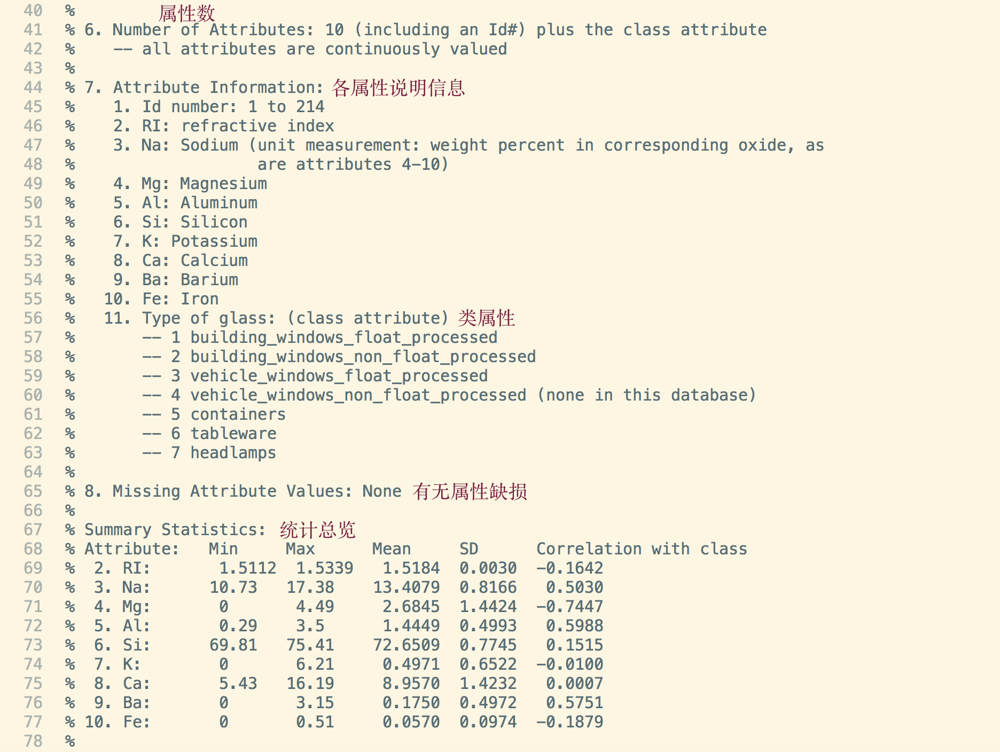 40 %
属性数
41 % 6. Number of Attributes: 10 (including an Id#) plus the class attribute
42 %    -- all attributes are continuously valued
43 %
44 % 7. Attribute Information: 各属性说明信息
45 %    1. Id number: 1 to 214
46 %    2. RI: refractive index
47 %    3. Na: Sodium (unit measurement: weight percent in corresponding oxide, as
48 %                   are attributes 4-10)
49 %    4. Mg: Magnesium
50 %    5. Al: Aluminum
51 %    6. Si: Silicon
52 %    7. K: Potassium
53 %    8. Ca: Calcium
54 %    9. Ba: Barium
55 %   10. Fe: Iron
56 %   11. Type of glass: (class attribute) 类属性
57 %       -- 1 building_windows_float_processed
58 %       -- 2 building_windows_non_float_processed
59 %       -- 3 vehicle_windows_float_processed
60 %       -- 4 vehicle_windows_non_float_processed (none in this database)
61 %       -- 5 containers
62 %       -- 6 tableware
63 %       -- 7 headlamps
64 %
65 % 8. Missing Attribute Values: None 有无属性缺损
66 %
67 % Summary Statistics: 统计总览
68 % Attribute:   Min     Max      Mean     SD      Correlation with class
69 %  2. RI:       1.5112  1.5339   1.5184  0.0030  -0.1642
70 %  3. Na:      10.73   17.38    13.4079  0.8166   0.5030
71 %  4. Mg:       0       4.49     2.6845  1.4424  -0.7447
72 %  5. Al:       0.29    3.5      1.4449  0.4993   0.5988
73 %  6. Si:      69.81   75.41    72.6509  0.7745   0.1515
74 %  7. K:        0       6.21     0.4971  0.6522  -0.0100
75 %  8. Ca:       5.43   16.19     8.9570  1.4232   0.0007
76 %  9. Ba:       0       3.15     0.1750  0.4972   0.5751
77 % 10. Fe:       0       0.51     0.0570  0.0974  -0.1879
78 %